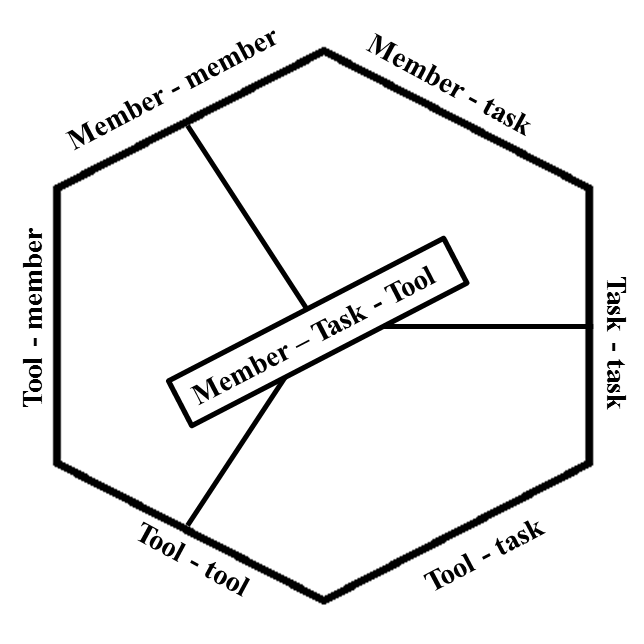 Member - member
Member - task
Tool - member
Member – Task - Tool
Task - task
Tool - tool
Tool - task